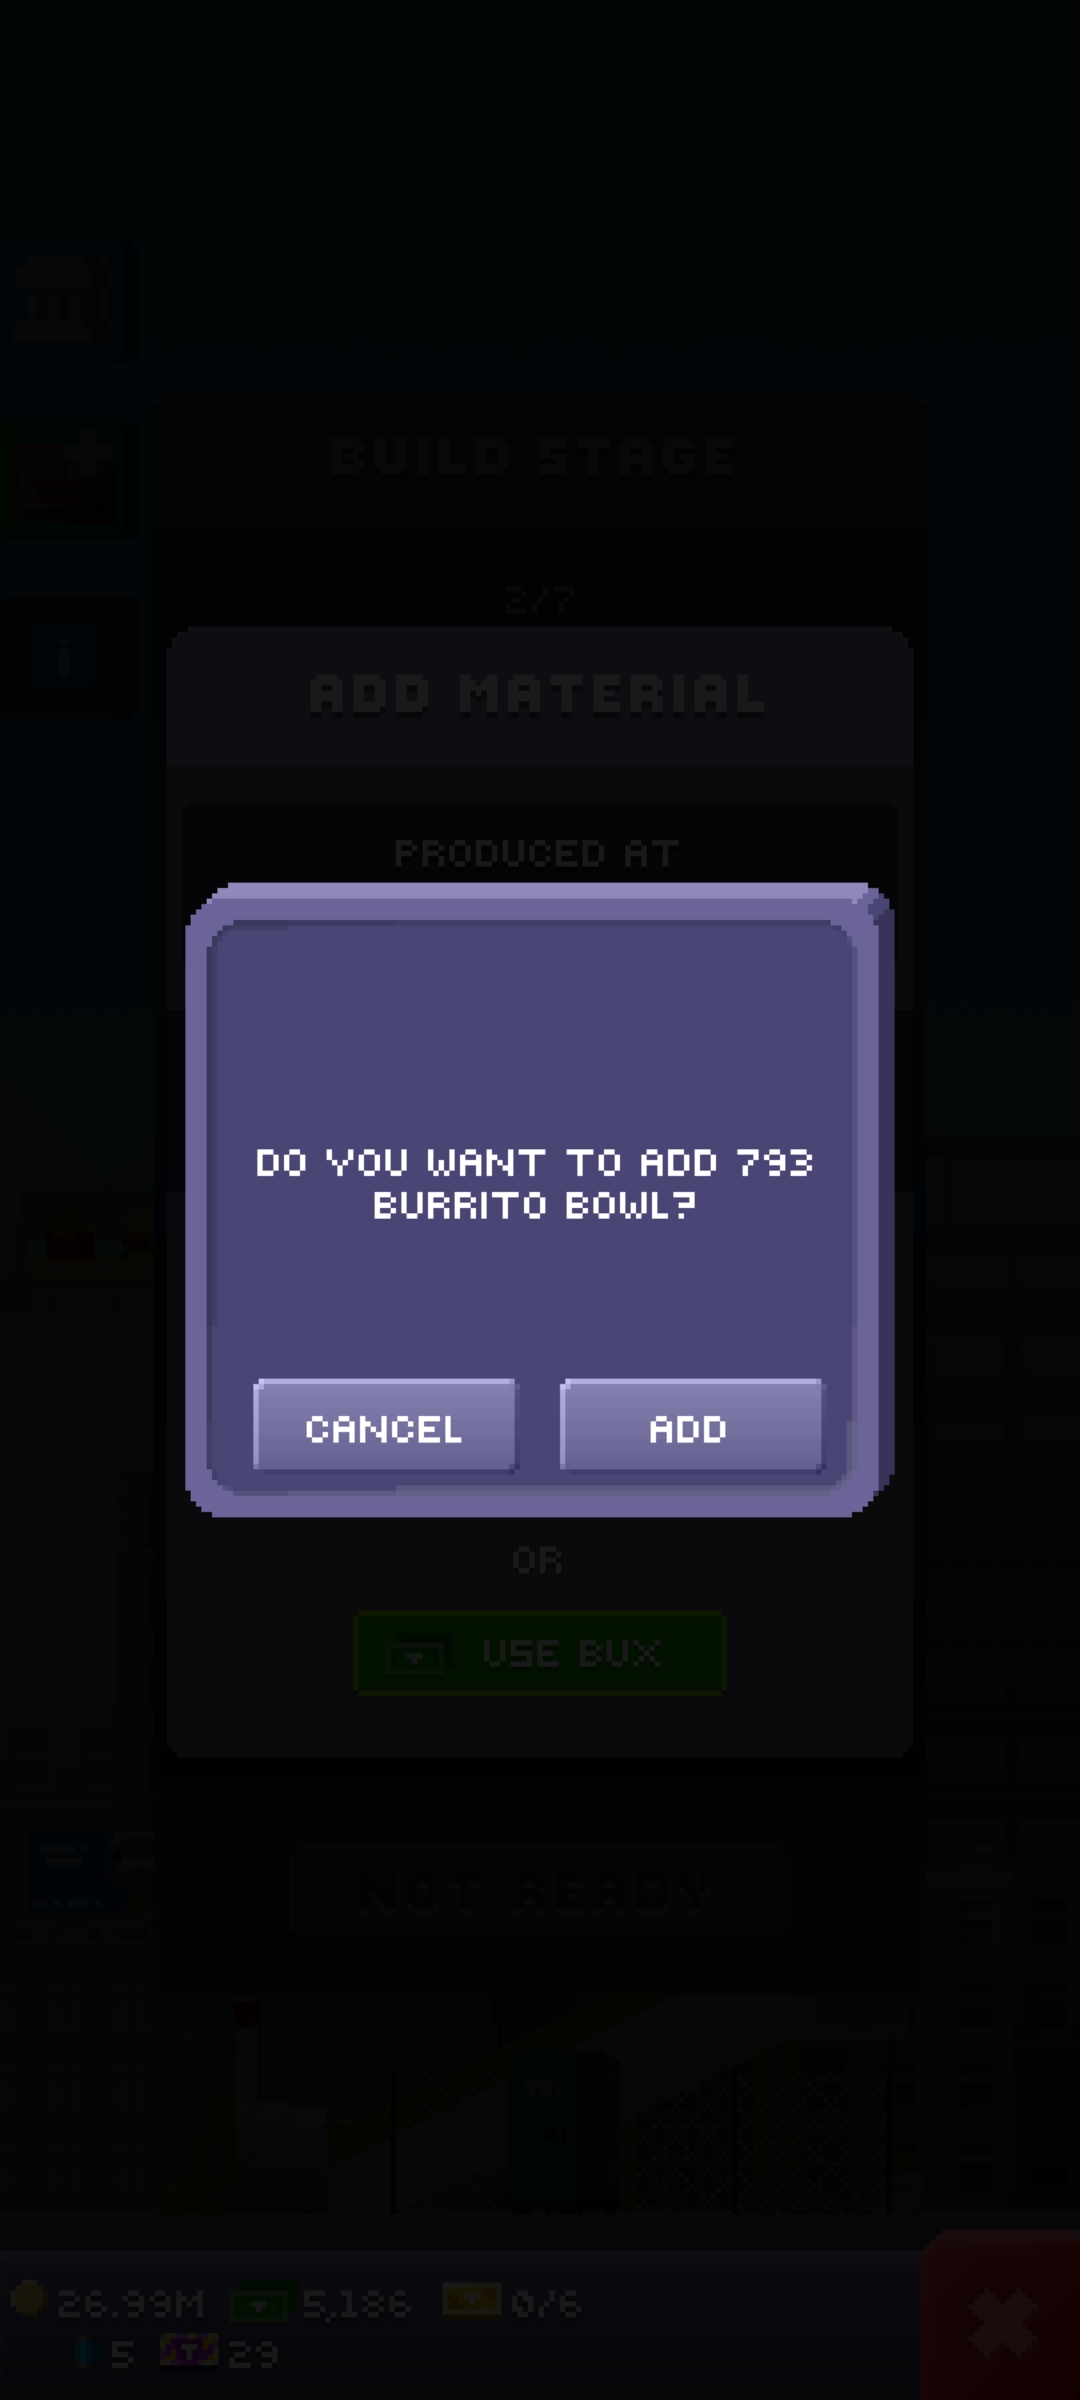 BUILD STAGE
2/7
ADD MATERIAL
PRODUCED AT
DO YOU WANT TO ADD 793
BURRITO BOWL?
CANCEL
ADD
OR
USE BUX
NOT READY
26.99M
5,186
0/6
5
29